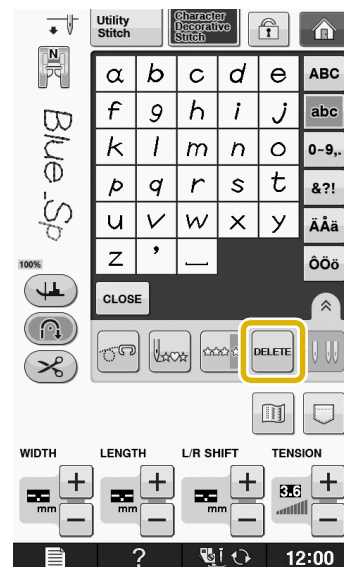 Utility
Stitch
Character
Decorative
Stitch
N
Blue_Sp
100%
a b c d e
f g h i j
k l m n o
p q r s t
u v w x y
z ' _
ABC
abc
0~9,.
&?!
ÄÅä
ÔÖö
CLOSE
DELETE
WIDTH LENGTH L/R SHIFT TENSION
+ + + +
--.- mm --.- mm --.- mm 3.6
− − − −
? 12:00